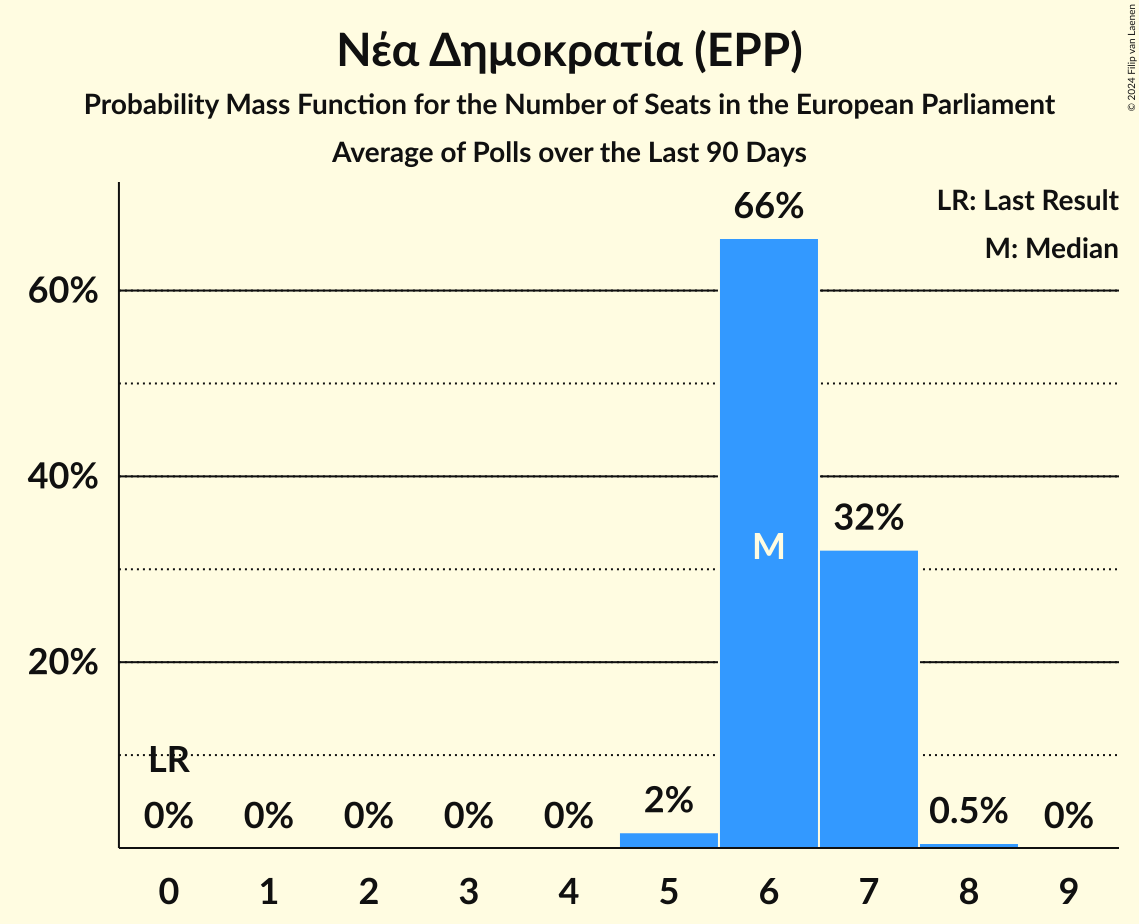 Νέα Δημοκρατία (EPP)
Probability Mass Function for the Number of Seats in the European Parliament
Average of Polls over the Last 90 Days
© 2024 Filip van Laenen
LR: Last Result
M: Median
66%
60%
40%
32%
M
20%
LR
0% 0% 0% 0% 0% 2% 0.5% 0%
0 1 2 3 4 5 6 7 8 9